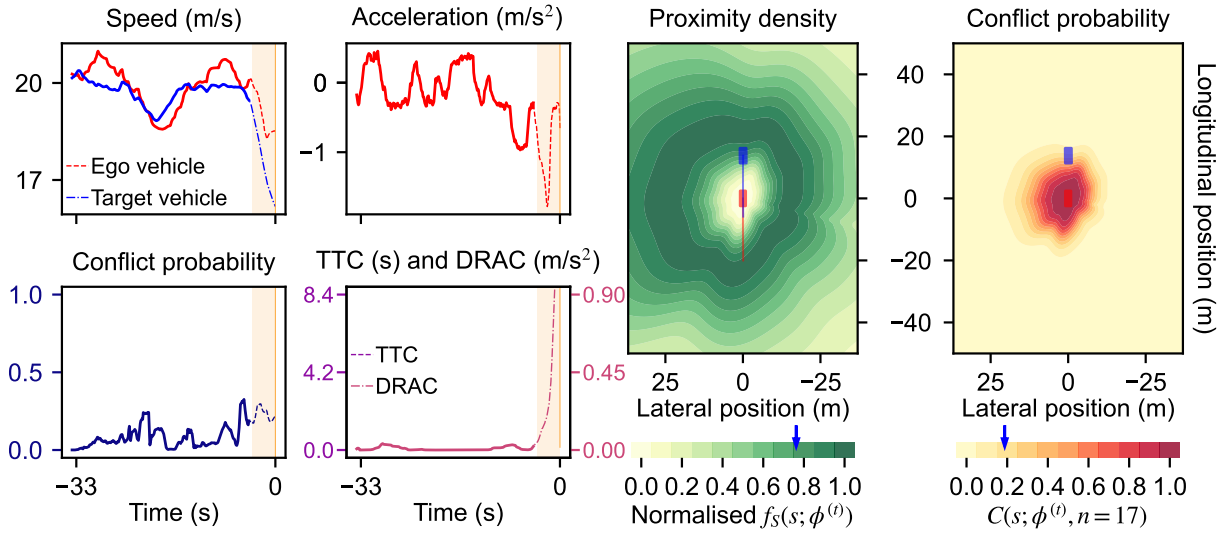 Speed (m/s)
20
17
Ego vehicle
Target vehicle
−33
0
Acceleration (m/s²)
0
−1
−33
0
Proximity density
25
0
−25
Lateral position (m)
0.0 0.2 0.4 0.6 0.8 1.0
Normalised f_S(s; ϕ^(t))
Conflict probability
40
20
0
−20
−40
Longitudinal position (m)
25
0
−25
Lateral position (m)
0.0 0.2 0.4 0.6 0.8 1.0
C(s; ϕ^(t), n = 17)
Conflict probability
1.0
0.5
0.0
−33
0
Time (s)
TTC (s) and DRAC (m/s²)
8.4
4.2
0.0
TTC
DRAC
0.90
0.45
0.00
−33
0
Time (s)